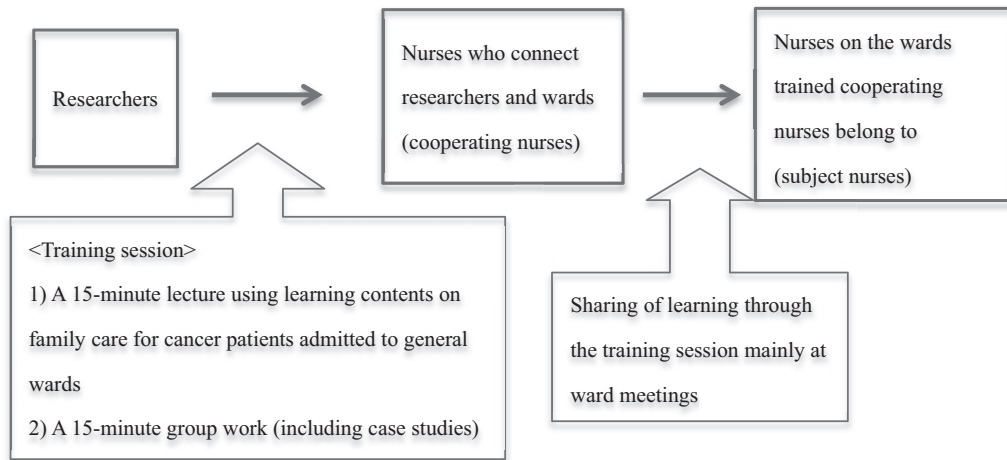 Researchers
Nurses who connect
researchers and wards
(cooperating nurses)
Nurses on the wards
trained cooperating
nurses belong to
(subject nurses)
<Training session>
1) A 15-minute lecture using learning contents on
family care for cancer patients admitted to general
wards
2) A 15-minute group work (including case studies)
Sharing of learning through
the training session mainly at
ward meetings